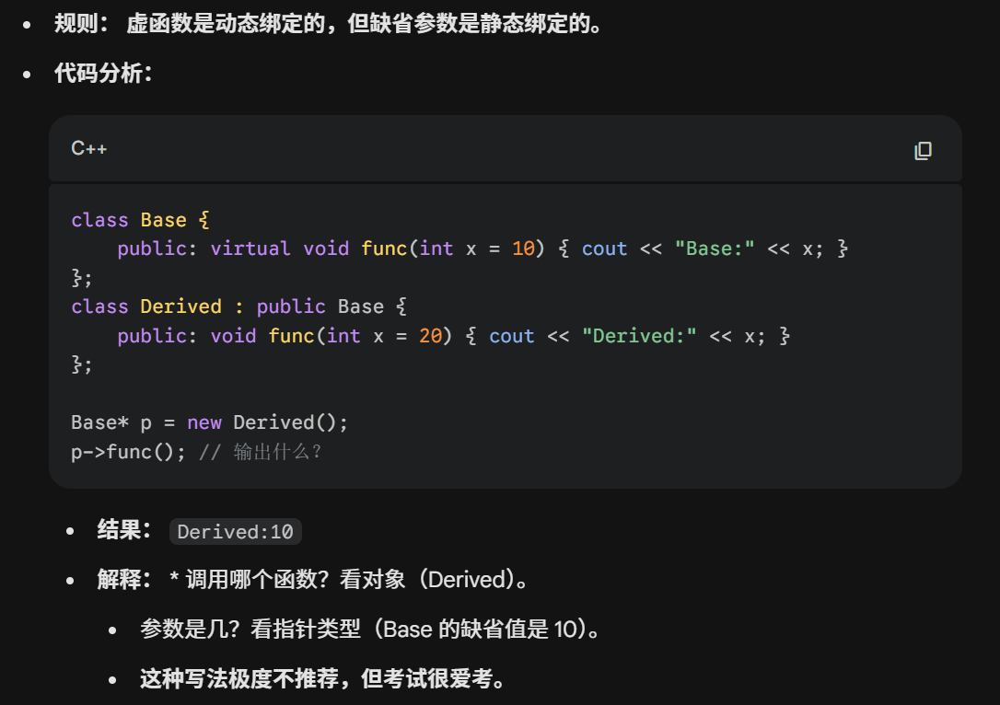 • 规则： 虚函数是动态绑定的，但缺省参数是静态绑定的。
• 代码分析：
C++
class Base {
    public: virtual void func(int x = 10) { cout << "Base:" << x; }
};
class Derived : public Base {
    public: void func(int x = 20) { cout << "Derived:" << x; }
};

Base* p = new Derived();
p->func(); // 输出什么？
• 结果： Derived:10
• 解释： * 调用哪个函数？看对象（Derived）。
• 参数是几？看指针类型（Base 的缺省值是 10）。
• 这种写法极度不推荐，但考试很爱考。